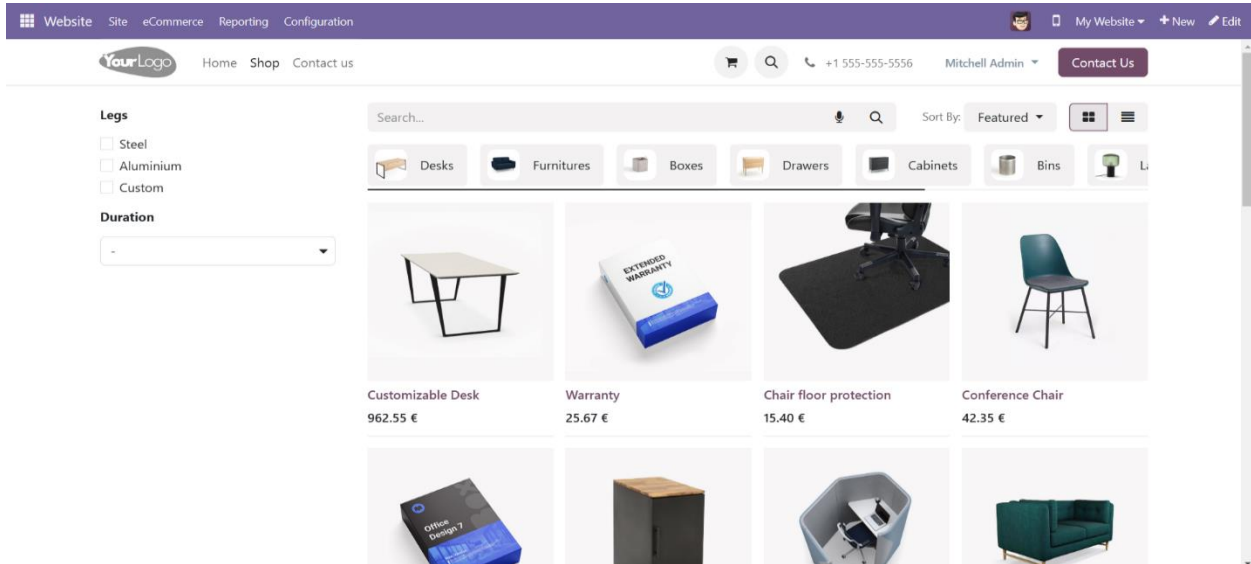 Website Site eCommerce Reporting Configuration My Website +New Edit
YourLogo Home Shop Contact us +1 555-555-5556 Mitchell Admin Contact Us
Legs
Steel
Aluminium
Custom
Duration
-
Search... Sort By: Featured
Desks Furnitures Boxes Drawers Cabinets Bins
EXTENDED
WARRANTY
Customizable Desk Warranty Chair floor protection Conference Chair
962.55 € 25.67 € 15.40 € 42.35 €
Office
Design 7